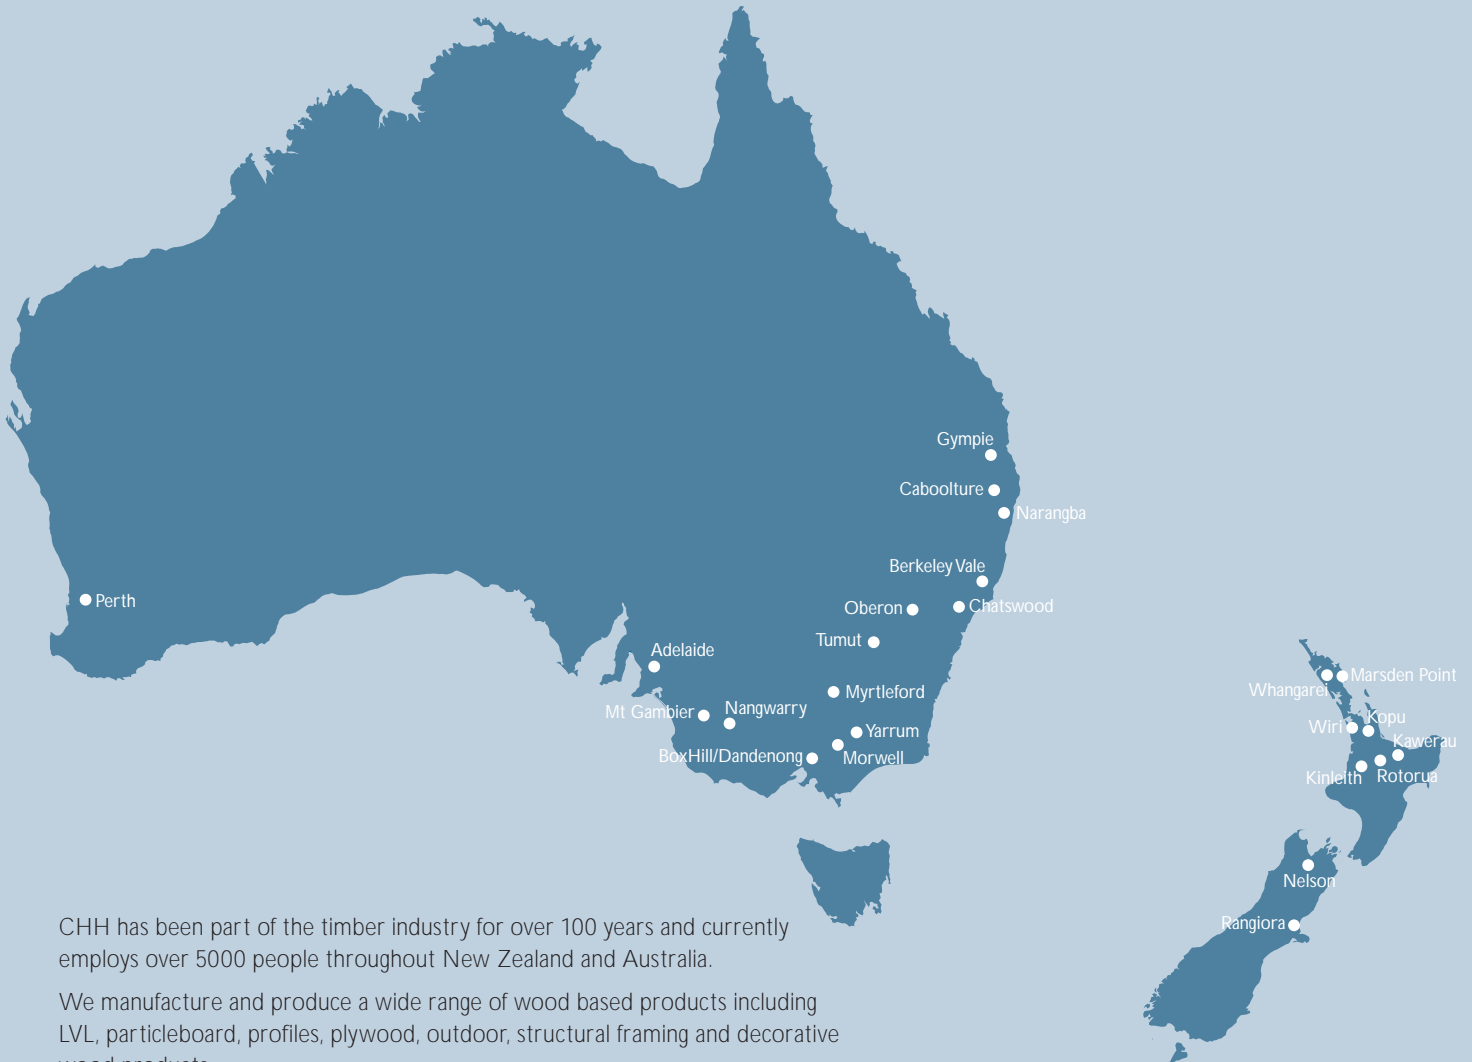 Gympie
Caboolture
Narangba
Berkeley Vale
Perth
Oberon
Chatswood
Tumut
Adelaide
Marsden Point
Whangarei
Myrtleford
Mt Gambier
Nangwarry
Kopu
Wiri
Yarrum
Kawerau
BoxHill/Dandenong
Morwell
Kinleith
Rotorua
Nelson
Rangiora
CHH has been part of the timber industry for over 100 years and currently
employs over 5000 people throughout New Zealand and Australia.
We manufacture and produce a wide range of wood based products including
LVL, particleboard, profiles, plywood, outdoor, structural framing and decorative
wood products